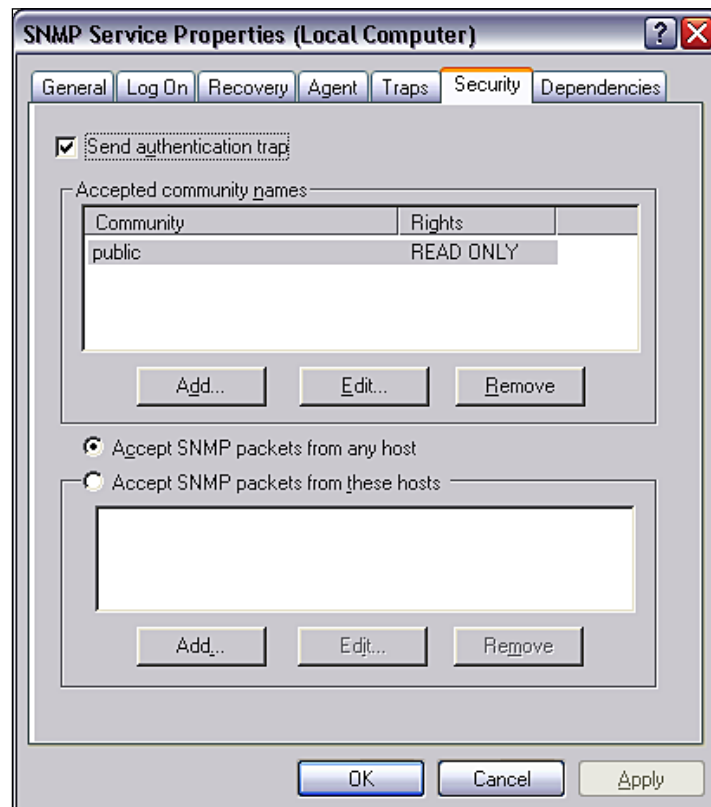 SNMP Service Properties (Local Computer)
General Log On Recovery Agent Traps Security Dependencies
Send authentication trap
Accepted community names
Community Rights
public READ ONLY
Add... Edit... Remove
Accept SNMP packets from any host
Accept SNMP packets from these hosts
Add... Edit... Remove
OK Cancel Apply